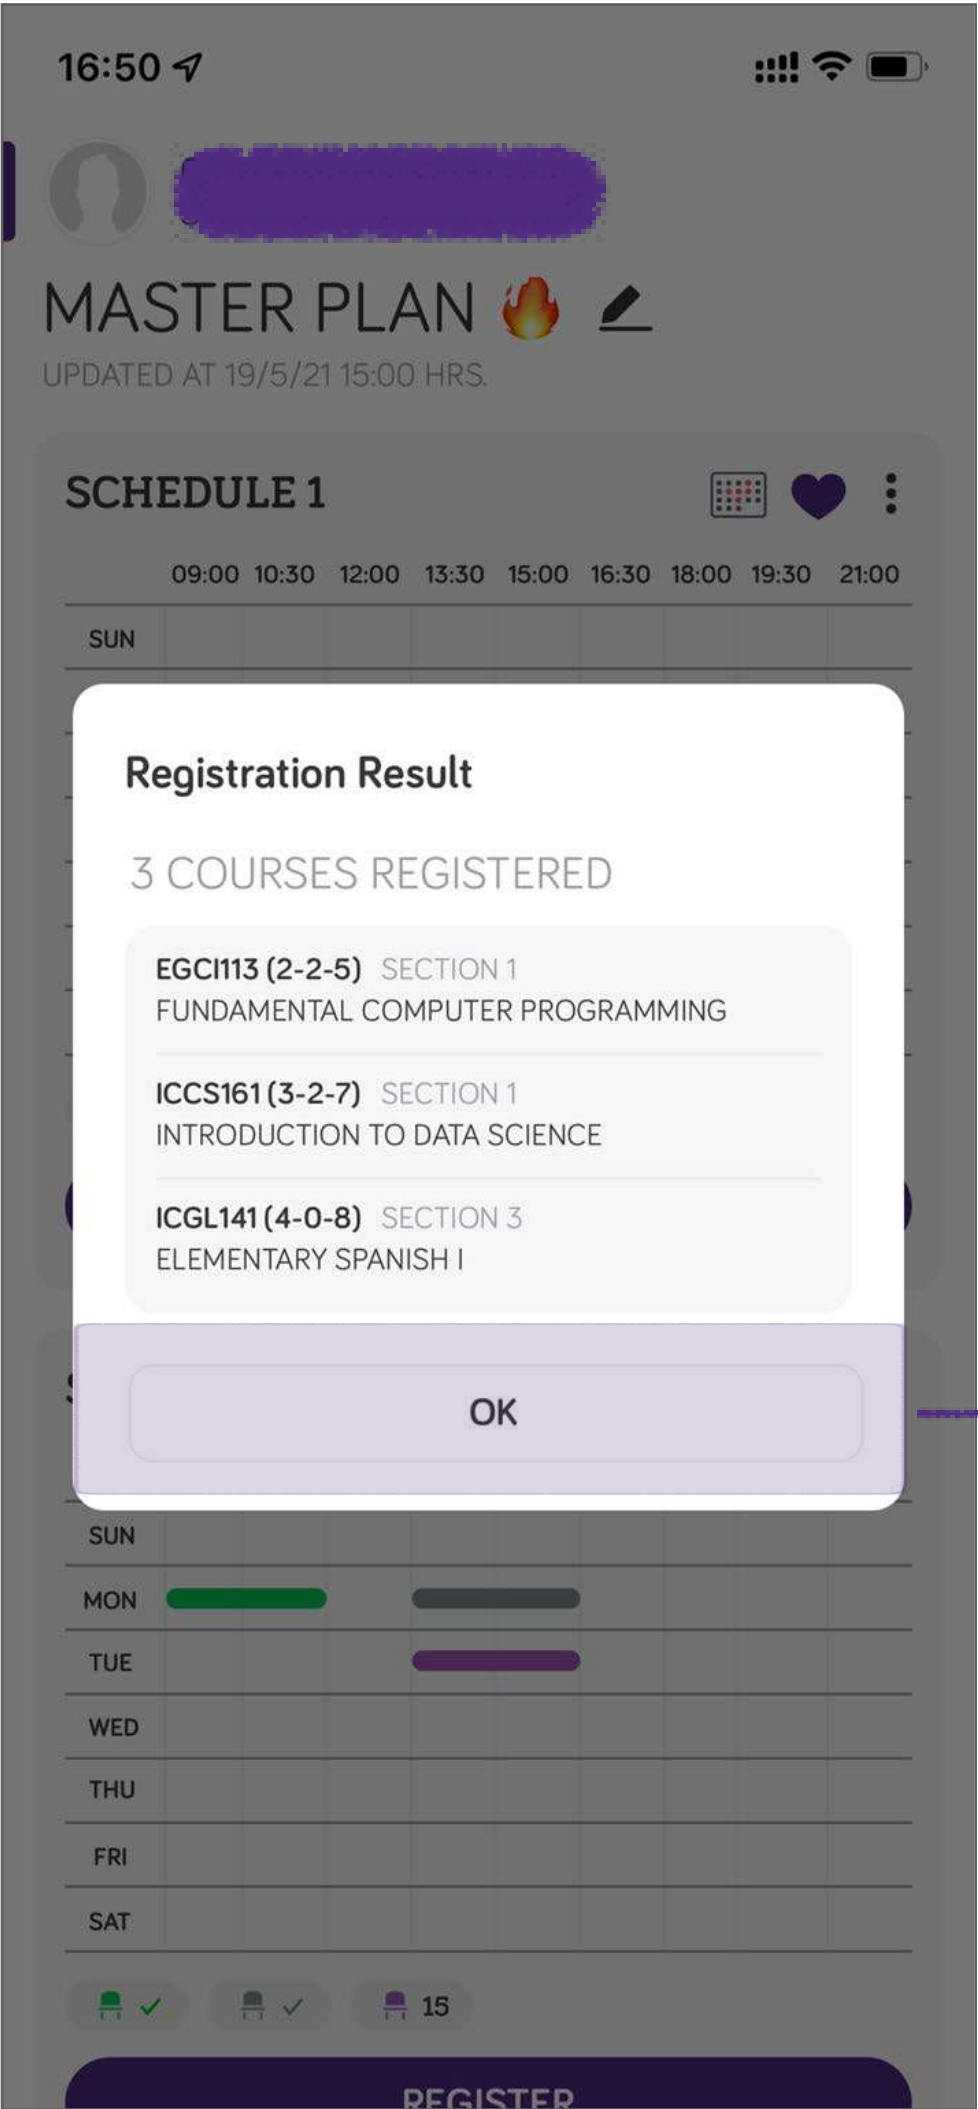 16:50
MASTER PLAN
UPDATED AT 19/5/21 15:00 HRS.
SCHEDULE 1
09:00 10:30 12:00 13:30 15:00 16:30 18:00 19:30 21:00
SUN
Registration Result
3 COURSES REGISTERED
EGCI113 (2-2-5) SECTION 1
FUNDAMENTAL COMPUTER PROGRAMMING
ICCS161 (3-2-7) SECTION 1
INTRODUCTION TO DATA SCIENCE
ICGL141 (4-0-8) SECTION 3
ELEMENTARY SPANISH I
OK
SUN
MON
TUE
WED
THU
FRI
SAT
15
REGISTER